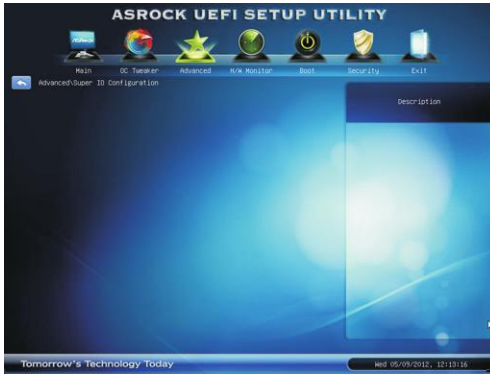 ASROCK UEFI SETUP UTILITY
ASRock
Main OC Tweaker Advanced H/W Monitor Boot Security Exit
Advanced\Super IO Configuration
Description
Tomorrow's Technology Today
Wed 05/09/2012, 12:13:16